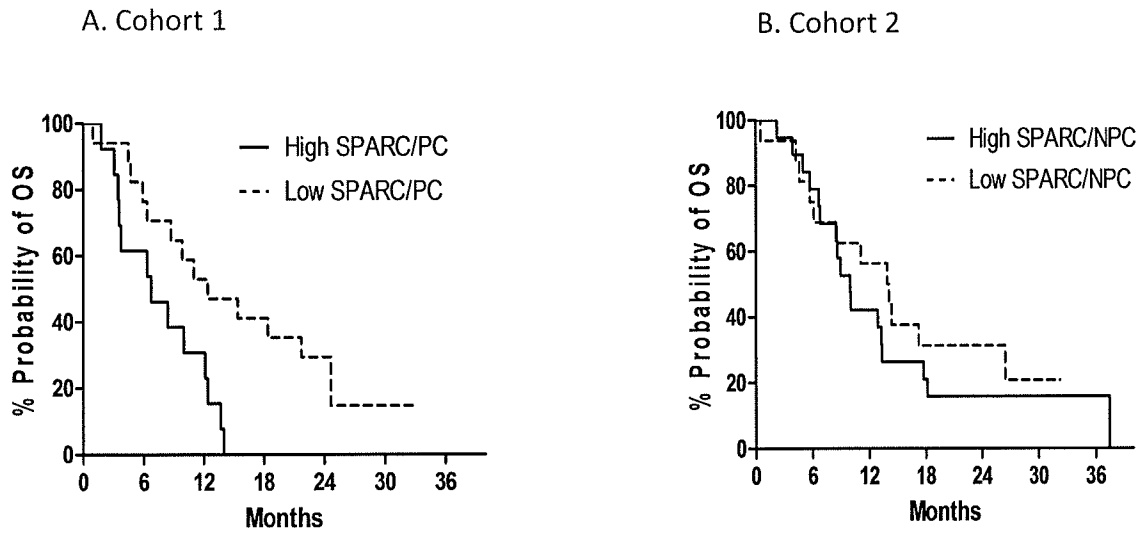 A. Cohort 1
B. Cohort 2
% Probability of OS
100
80
60
40
20
0
High SPARC/PC
Low SPARC/PC
0 6 12 18 24 30 36
Months
% Probability of OS
100
80
60
40
20
0
High SPARC/NPC
Low SPARC/NPC
0 6 12 18 24 30 36
Months